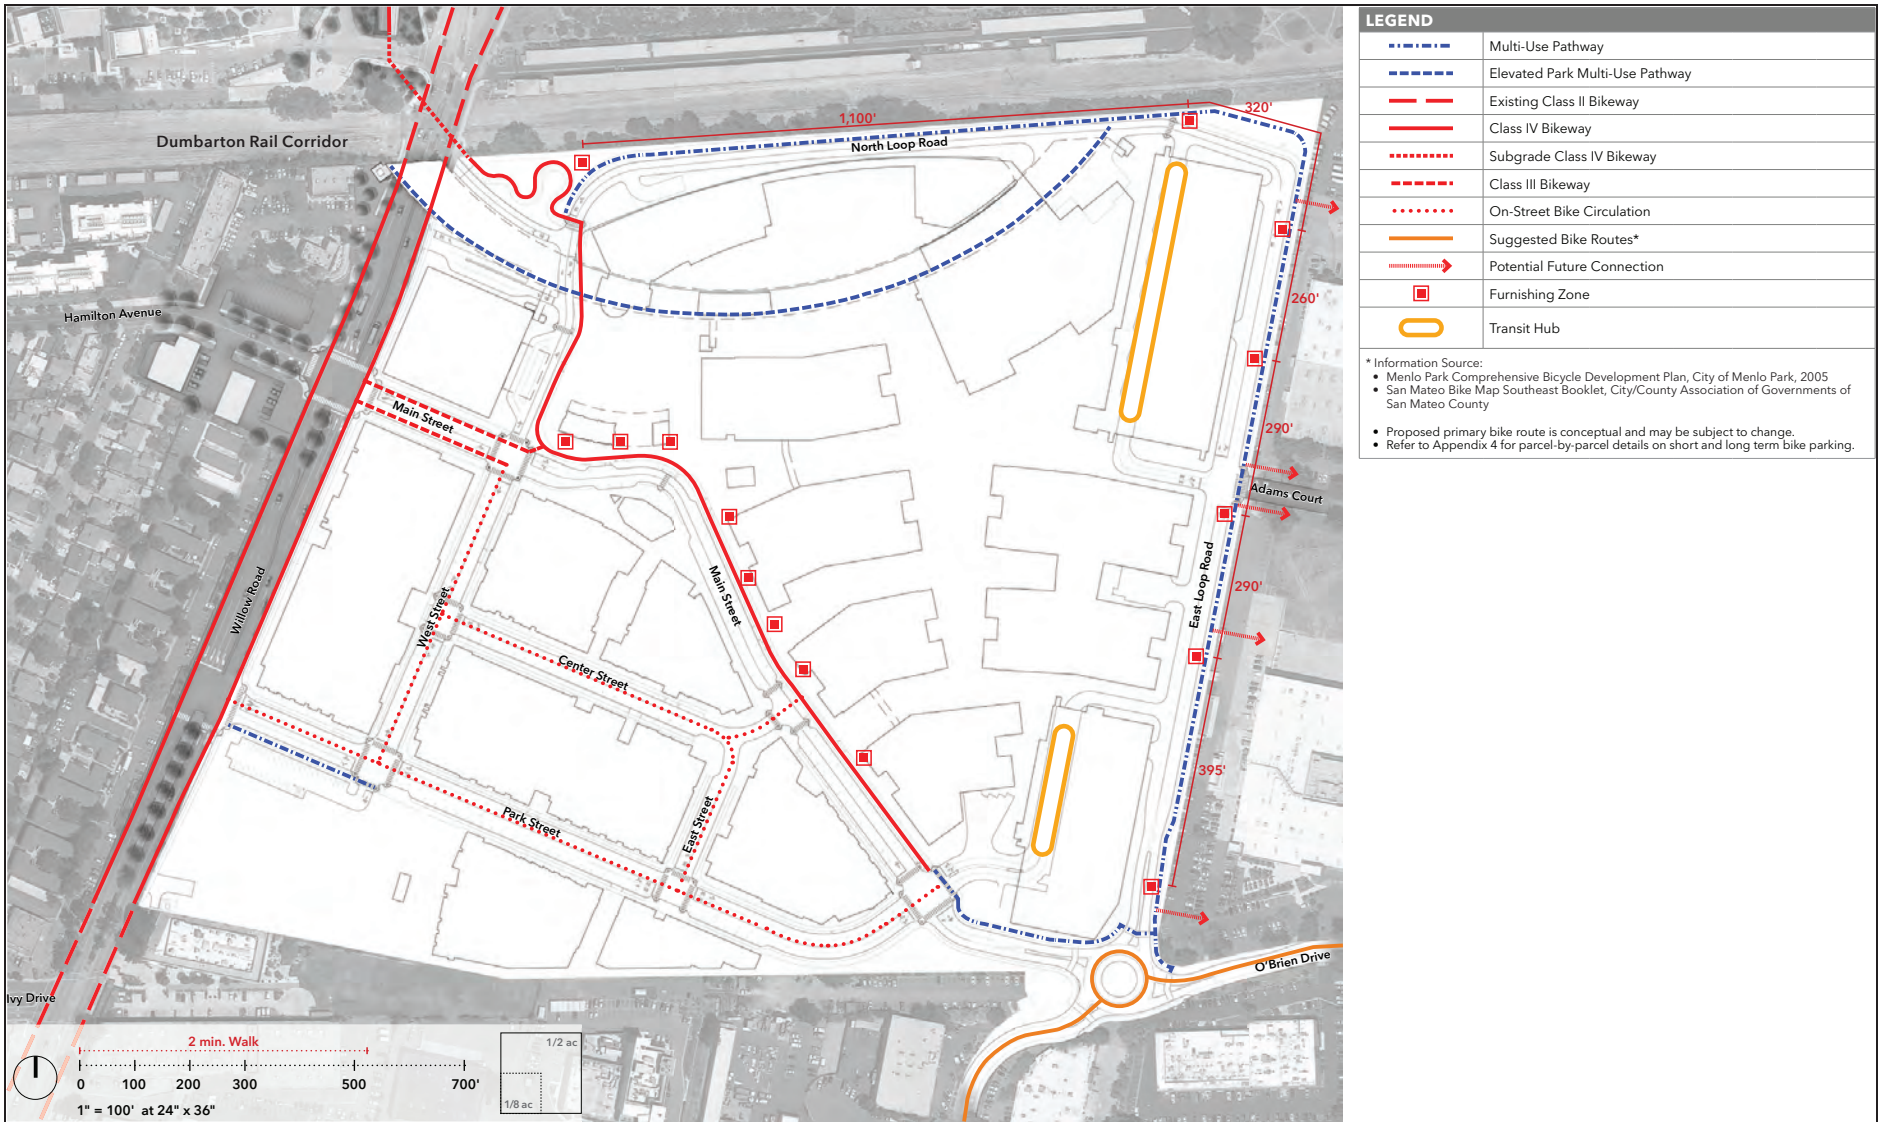 Dumbarton Rail Corridor
1,100'
320'
North Loop Road
Hamilton Avenue
260'
Main Street
290'
Adams Court
Willow Road
West Street
Main Street
East Loop Road
290'
Center Street
395'
Park Street
East Street
O'Brien Drive
Ivy Drive
2 min. Walk
0 100 200 300 500 700'
1" = 100' at 24" x 36"
1/2 ac
1/8 ac
LEGEND
Multi-Use Pathway
Elevated Park Multi-Use Pathway
Existing Class II Bikeway
Class IV Bikeway
Subgrade Class IV Bikeway
Class III Bikeway
On-Street Bike Circulation
Suggested Bike Routes*
Potential Future Connection
Furnishing Zone
Transit Hub
* Information Source:
• Menlo Park Comprehensive Bicycle Development Plan, City of Menlo Park, 2005
• San Mateo Bike Map Southeast Booklet, City/County Association of Governments of
San Mateo County
• Proposed primary bike route is conceptual and may be subject to change.
• Refer to Appendix 4 for parcel-by-parcel details on short and long term bike parking.